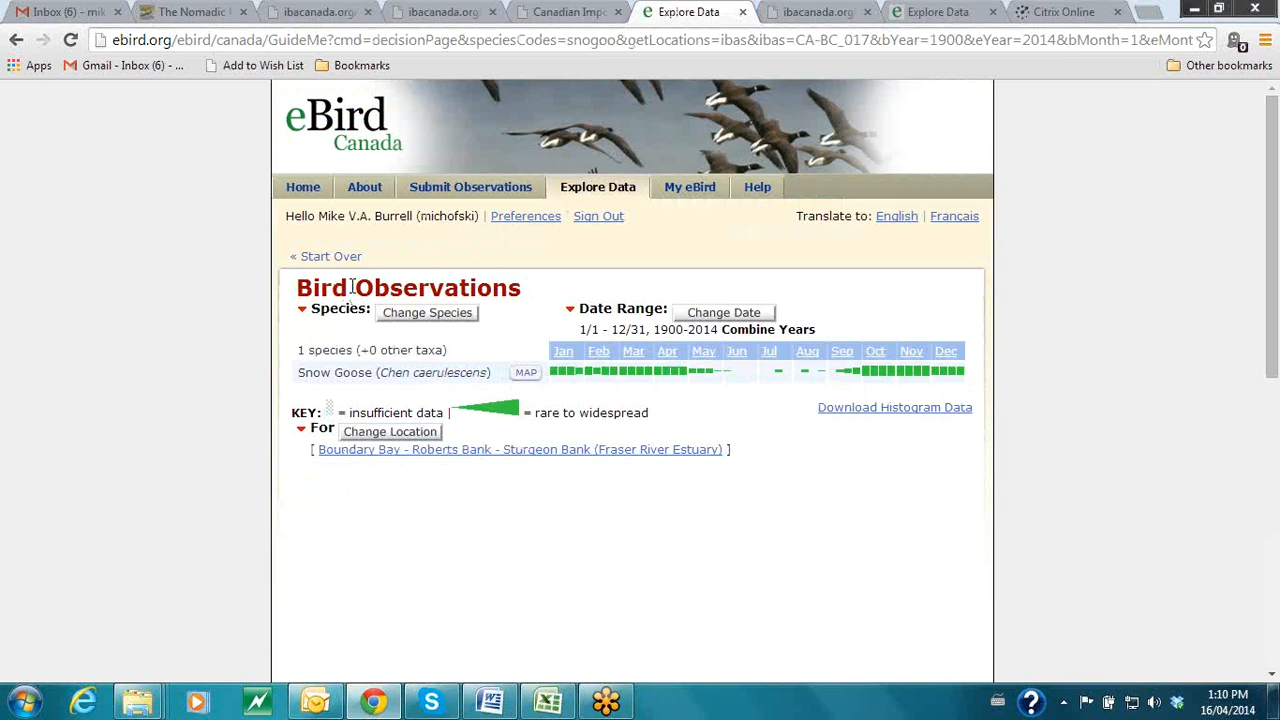 Inbox (6) - mik
The Nomadic
ibacanada.org
ibacanada.org
Canadian Impo
Explore Data
ibacanada.org
Explore Data
Citrix Online
ebird.org/ebird/canada/GuideMe?cmd=decisionPage&speciesCodes=snogoo&getLocations=ibas&ibas=CA-BC_017&bYear=1900&eYear=2014&bMonth=1&eMont
0
Apps
Gmail - Inbox (6) - ...
Add to Wish List
Bookmarks
Other bookmarks
eBird
Canada
Home
About
Submit Observations
Explore Data
My eBird
Help
Hello Mike V.A. Burrell (michofski) | Preferences | Sign Out
Translate to: English | Français
« Start Over
Bird Observations
Species: Change Species
Date Range: Change Date
1/1 - 12/31, 1900-2014 Combine Years
1 species (+0 other taxa)
Jan Feb Mar Apr May Jun Jul Aug Sep Oct Nov Dec
Snow Goose (Chen caerulescens) MAP
KEY: = insufficient data | = rare to widespread
Download Histogram Data
For Change Location
[ Boundary Bay - Roberts Bank - Sturgeon Bank (Fraser River Estuary) ]
1:10 PM
16/04/2014